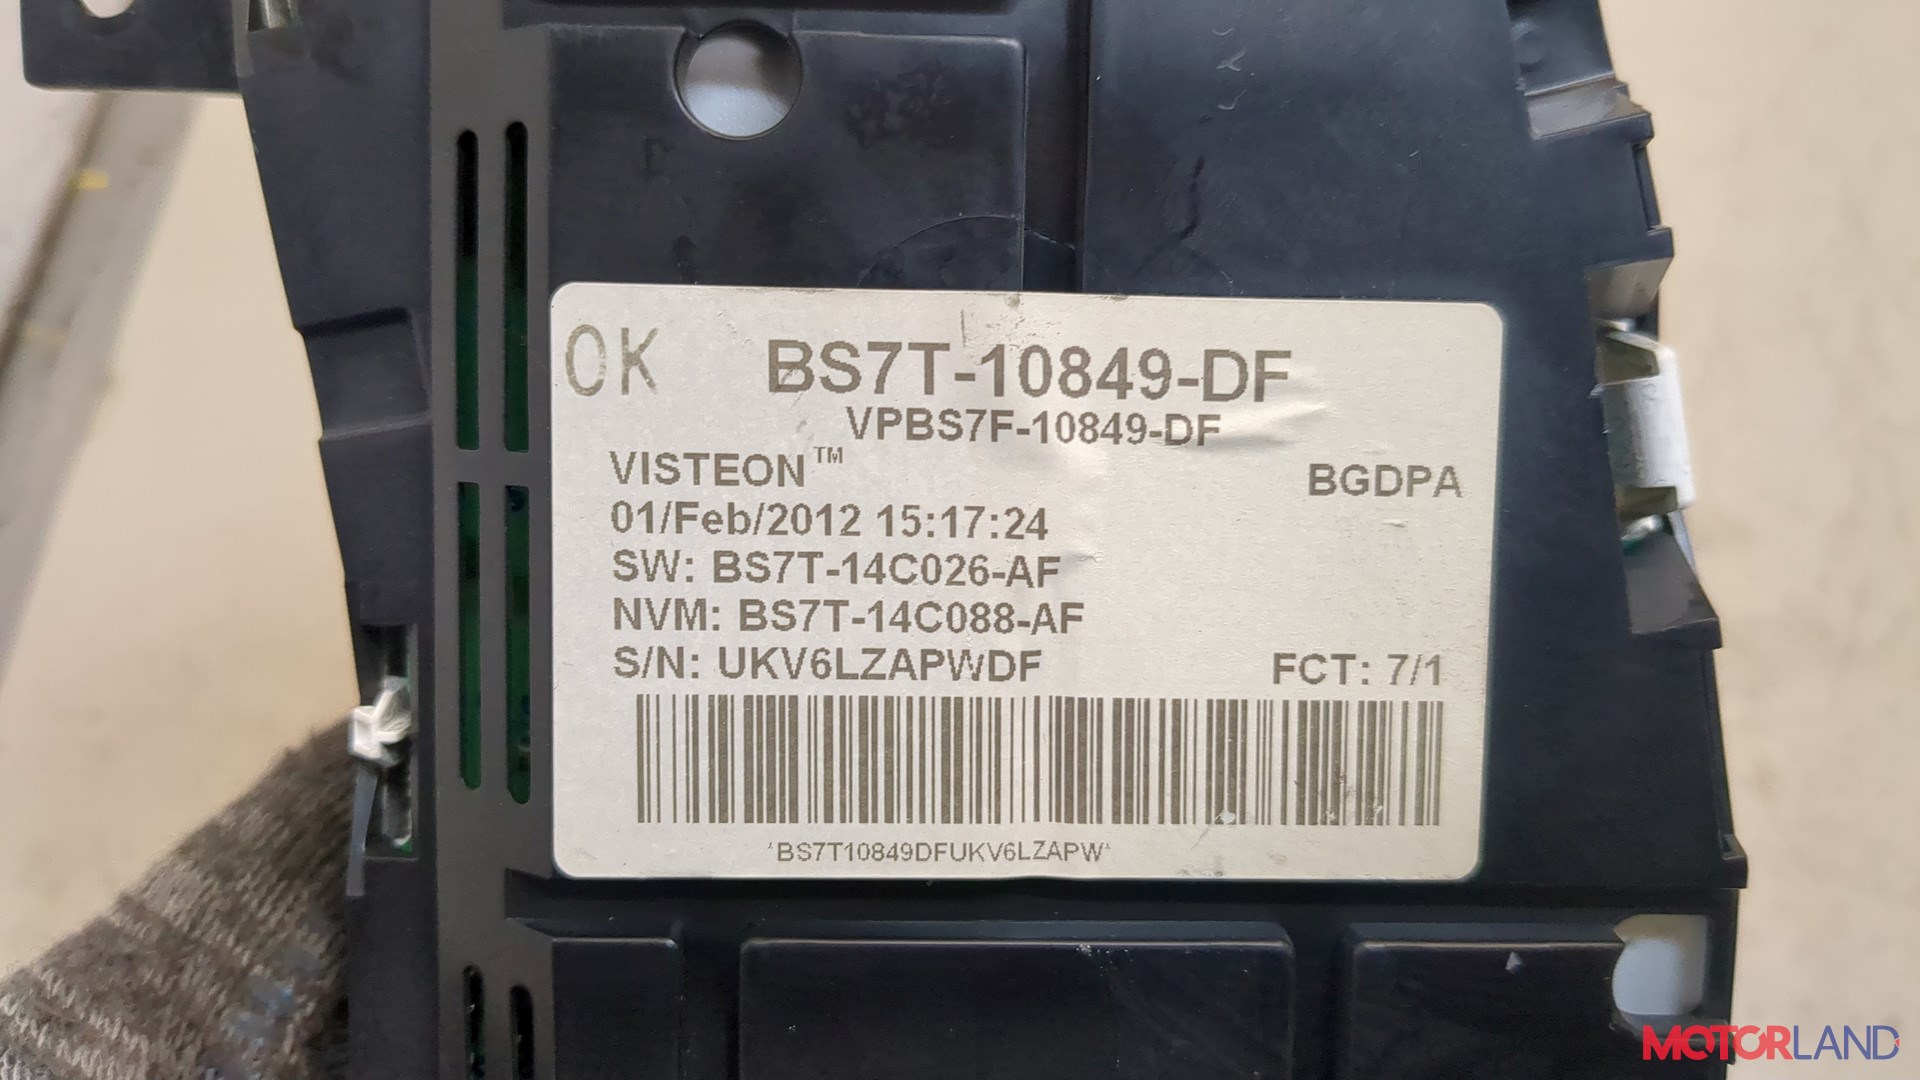 OK BS7T-10849-DF
VPBS7F-10849-DF
VISTEON™ BGDPA
01/Feb/2012 15:17:24
SW: BS7T-14C026-AF
NVM: BS7T-14C088-AF
S/N: UKV6LZAPWDF FCT: 7/1
*BS7T10849DFUKV6LZAPW*
MOTORLAND